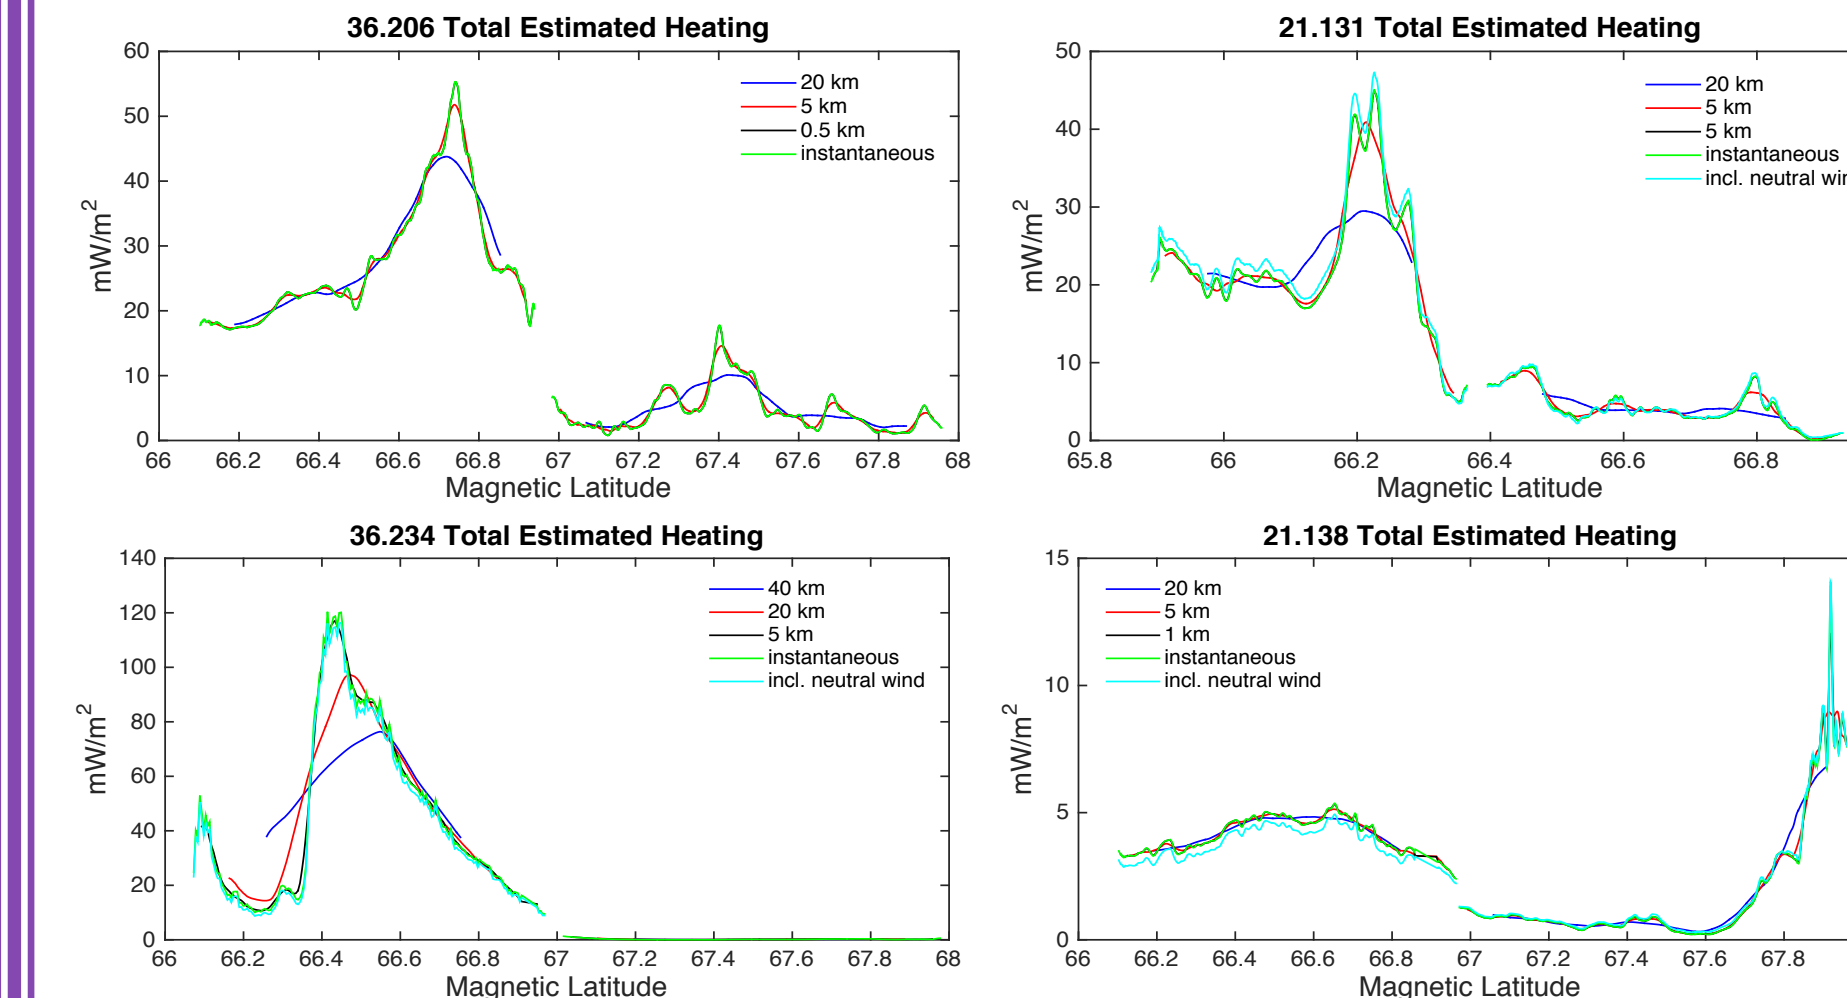 36.206 Total Estimated Heating
60
50
40
30
20
10
0
mW/m2
20 km
5 km
0.5 km
instantaneous
66 66.2 66.4 66.6 66.8 67 67.2 67.4 67.6 67.8 68
Magnetic Latitude
21.131 Total Estimated Heating
50
40
30
20
10
0
mW/m2
20 km
5 km
5 km
instantaneous
incl. neutral
65.8 66 66.2 66.4 66.6 66.8
Magnetic Latitude
36.234 Total Estimated Heating
140
120
100
80
60
40
20
0
mW/m2
40 km
20 km
5 km
instantaneous
incl. neutral wind
66 66.2 66.4 66.6 66.8 67 67.2 67.4 67.6 67.8 68
Magnetic Latitude
21.138 Total Estimated Heating
15
10
5
0
mW/m2
20 km
5 km
1 km
instantaneous
incl. neutral wind
66 66.2 66.4 66.6 66.8 67 67.2 67.4 67.6 67.8
Magnetic Latitude